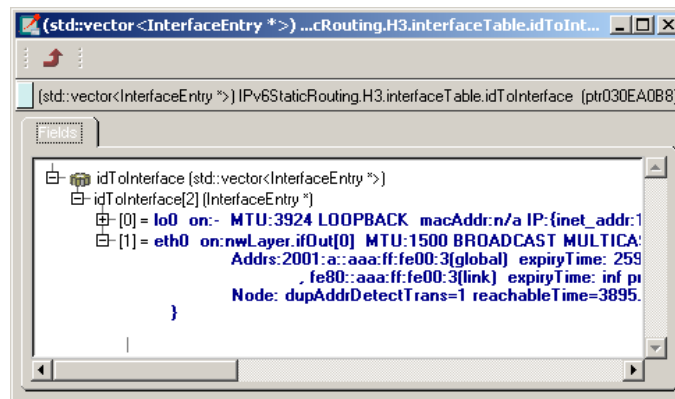 (std::vector<InterfaceEntry *>) ...cRouting.H3.interfaceTable.idToInt...
(std::vector<InterfaceEntry *>) IPv6StaticRouting.H3.interfaceTable.idToInterface (ptr030EA0B8)
Fields
idToInterface (std::vector<InterfaceEntry *>)
idToInterface[2] (InterfaceEntry *)
[0] = lo0 on:- MTU:3924 LOOPBACK macAddr:n/a IP:{inet_addr:1
[1] = eth0 on:nwLayer.ifOut[0] MTU:1500 BROADCAST MULTICA
Addrs:2001:a::aaa:ff:fe00:3(global) expiryTime: 259
, fe80::aaa:ff:fe00:3(link) expiryTime: inf pr
Node: dupAddrDetectTrans=1 reachableTime=3895.
}